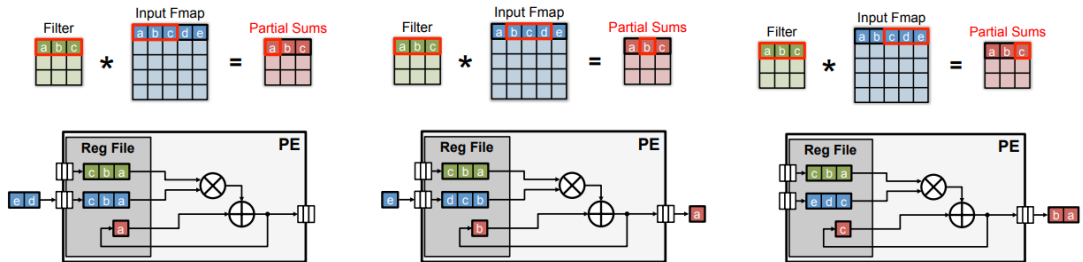 Filter
Input Fmap
Partial Sums
a b c
a b c d e
a b c
*
=
PE
Reg File
c b a
e d
c b a
a
Filter
Input Fmap
Partial Sums
a b c
a b c d e
a b c
*
=
PE
Reg File
c b a
e
d c b
b
a
Filter
Input Fmap
Partial Sums
a b c
a b c d e
a b c
*
=
PE
Reg File
c b a
e d c
c
b a